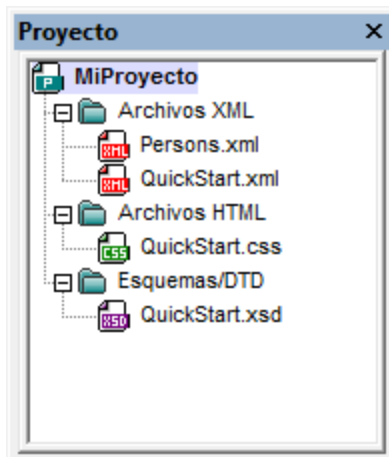 Proyecto
MiProyecto
Archivos XML
Persons.xml
QuickStart.xml
Archivos HTML
QuickStart.css
Esquemas/DTD
QuickStart.xsd